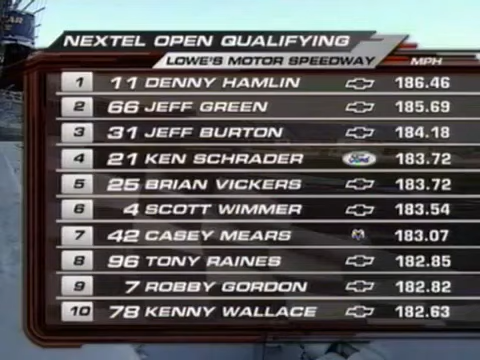 NEXTEL OPEN QUALIFYING
LOWE'S MOTOR SPEEDWAY MPH
1 11 DENNY HAMLIN 186.46
2 66 JEFF GREEN 185.69
3 31 JEFF BURTON 184.18
4 21 KEN SCHRADER Ford 183.72
5 25 BRIAN VICKERS 183.72
6 4 SCOTT WIMMER 183.54
7 42 CASEY MEARS 183.07
8 96 TONY RAINES 182.85
9 7 ROBBY GORDON 182.82
10 78 KENNY WALLACE 182.63